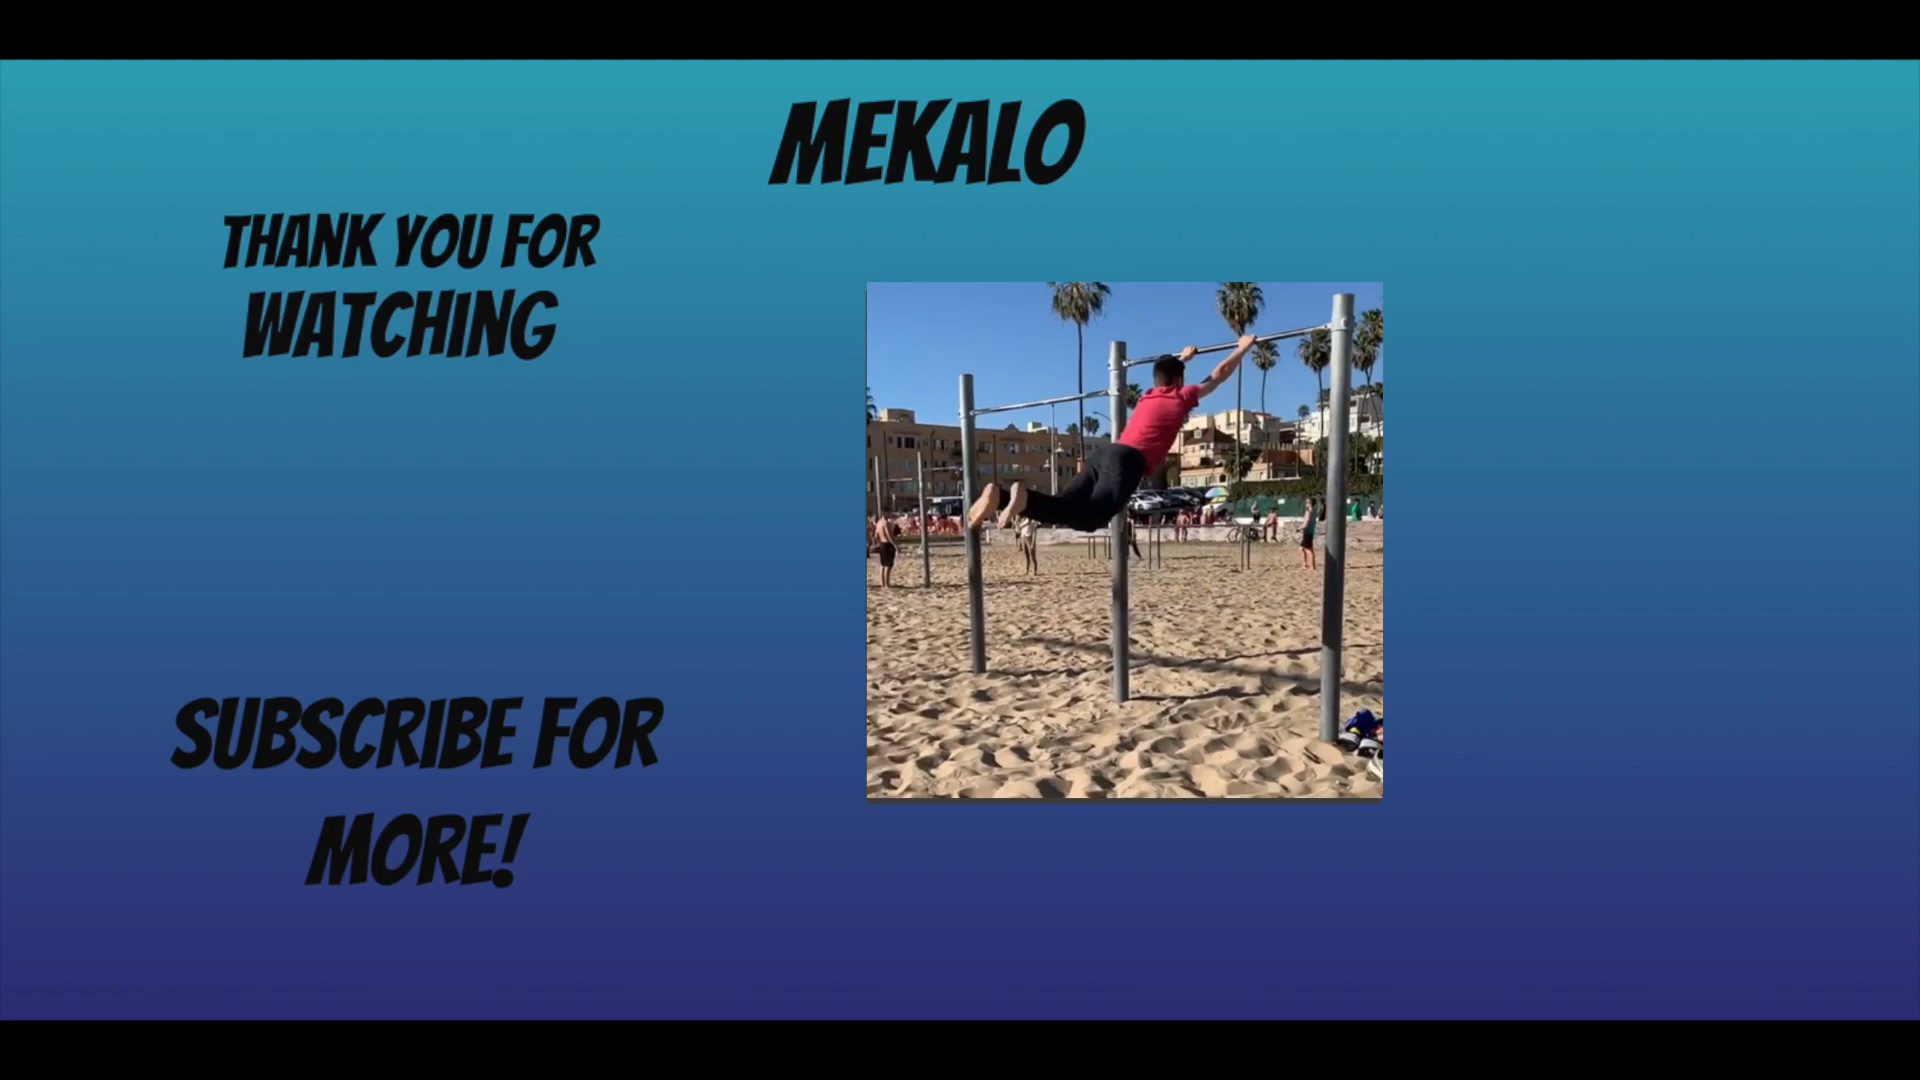 MEKALO
THANK YOU FOR
WATCHING
SUBSCRIBE FOR
MORE!